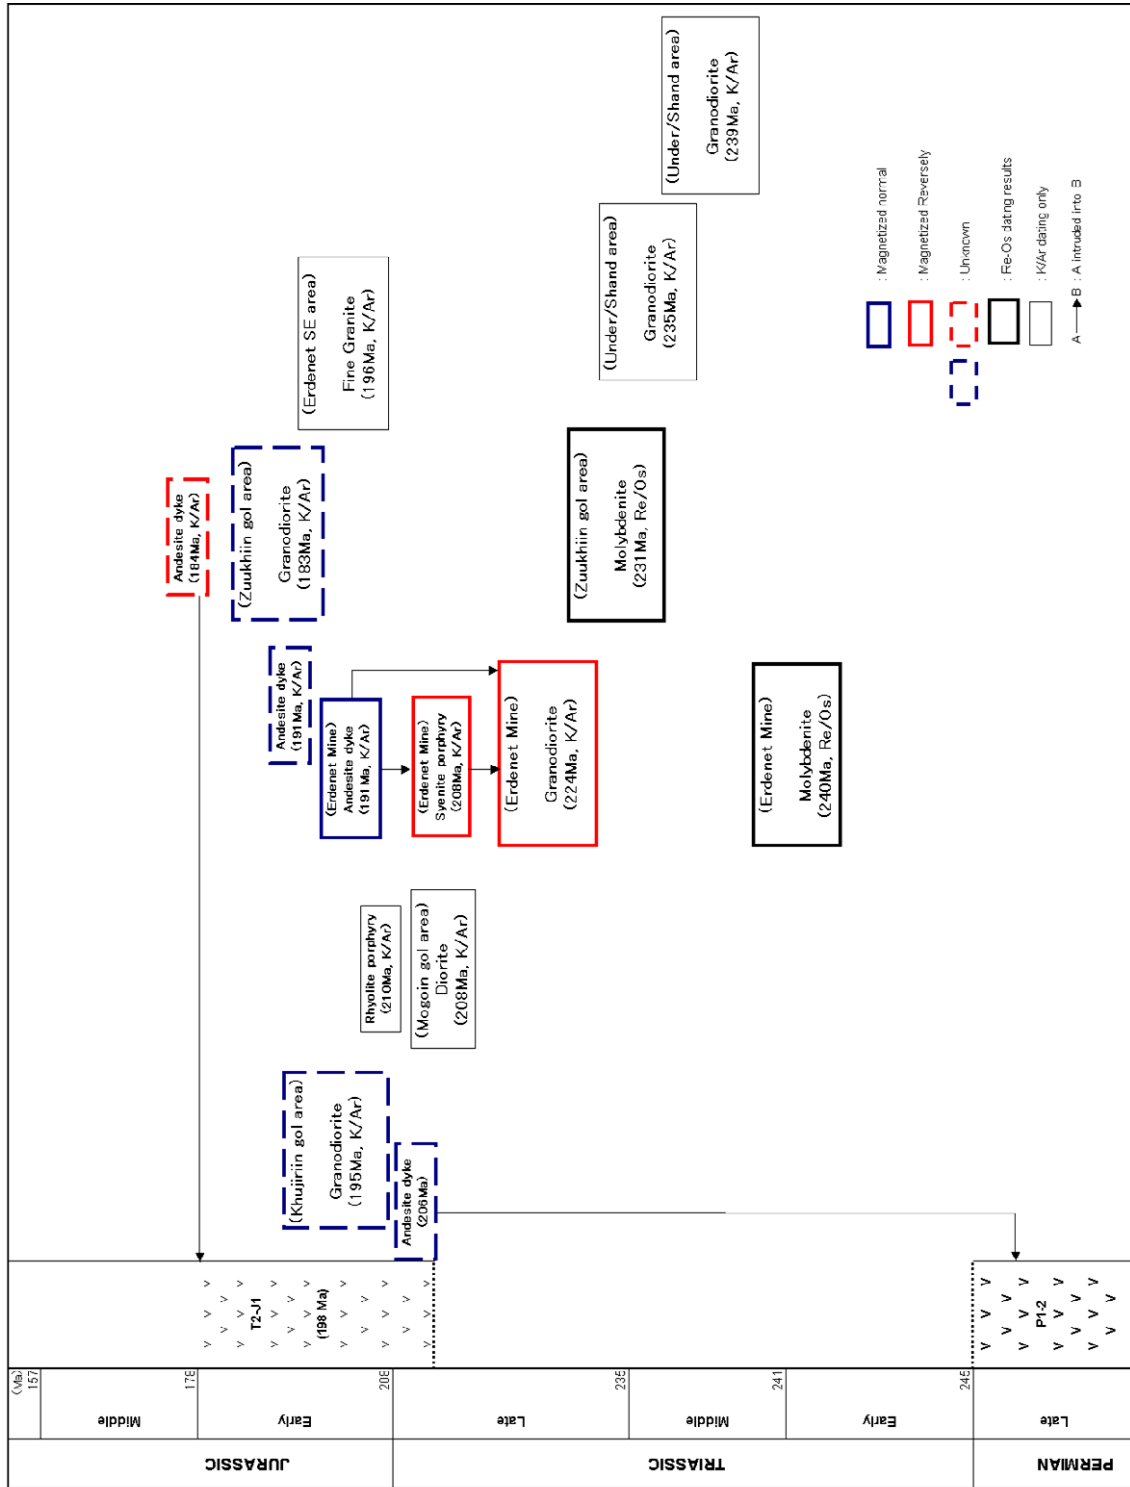 (Ma)
157
178
208
235
241
245
Middle
Early
Late
Middle
Early
Late
JURASSIC
TRIASSIC
PERMIAN
T2-J1
(198 Ma)
P1-2
(Khujiriin gol area)
Granodiorite
(195Ma, K/Ar)
Andesite dyke
(206Ma)
Rhyolite porphyry
(210Ma, K/Ar)
(Mogoin gol area)
Diorite
(208Ma, K/Ar)
Andesite dyke
(191Ma, K/Ar)
(Erdenet Mine)
Andesite dyke
(191Ma, K/Ar)
(Erdenet Mine)
Syenite porphyry
(208Ma, K/Ar)
(Erdenet Mine)
Granodiorite
(224Ma, K/Ar)
(Erdenet Mine)
Molybdenite
(240Ma, Re/Os)
Andesite dyke
(184Ma, K/Ar)
(Zuukhiin gol area)
Granodiorite
(183Ma, K/Ar)
(Zuukhiin gol area)
Molybdenite
(231Ma, Re/Os)
(Erdenet SE area)
Fine Granite
(196Ma, K/Ar)
(Under/Shand area)
Granodiorite
(235Ma, K/Ar)
(Under/Shand area)
Granodiorite
(239Ma, K/Ar)
: Magnetized normal
: Magnetized Reversely
: Unknown
: Re-Os dating results
: K/Ar dating only
A B : A intruded into B